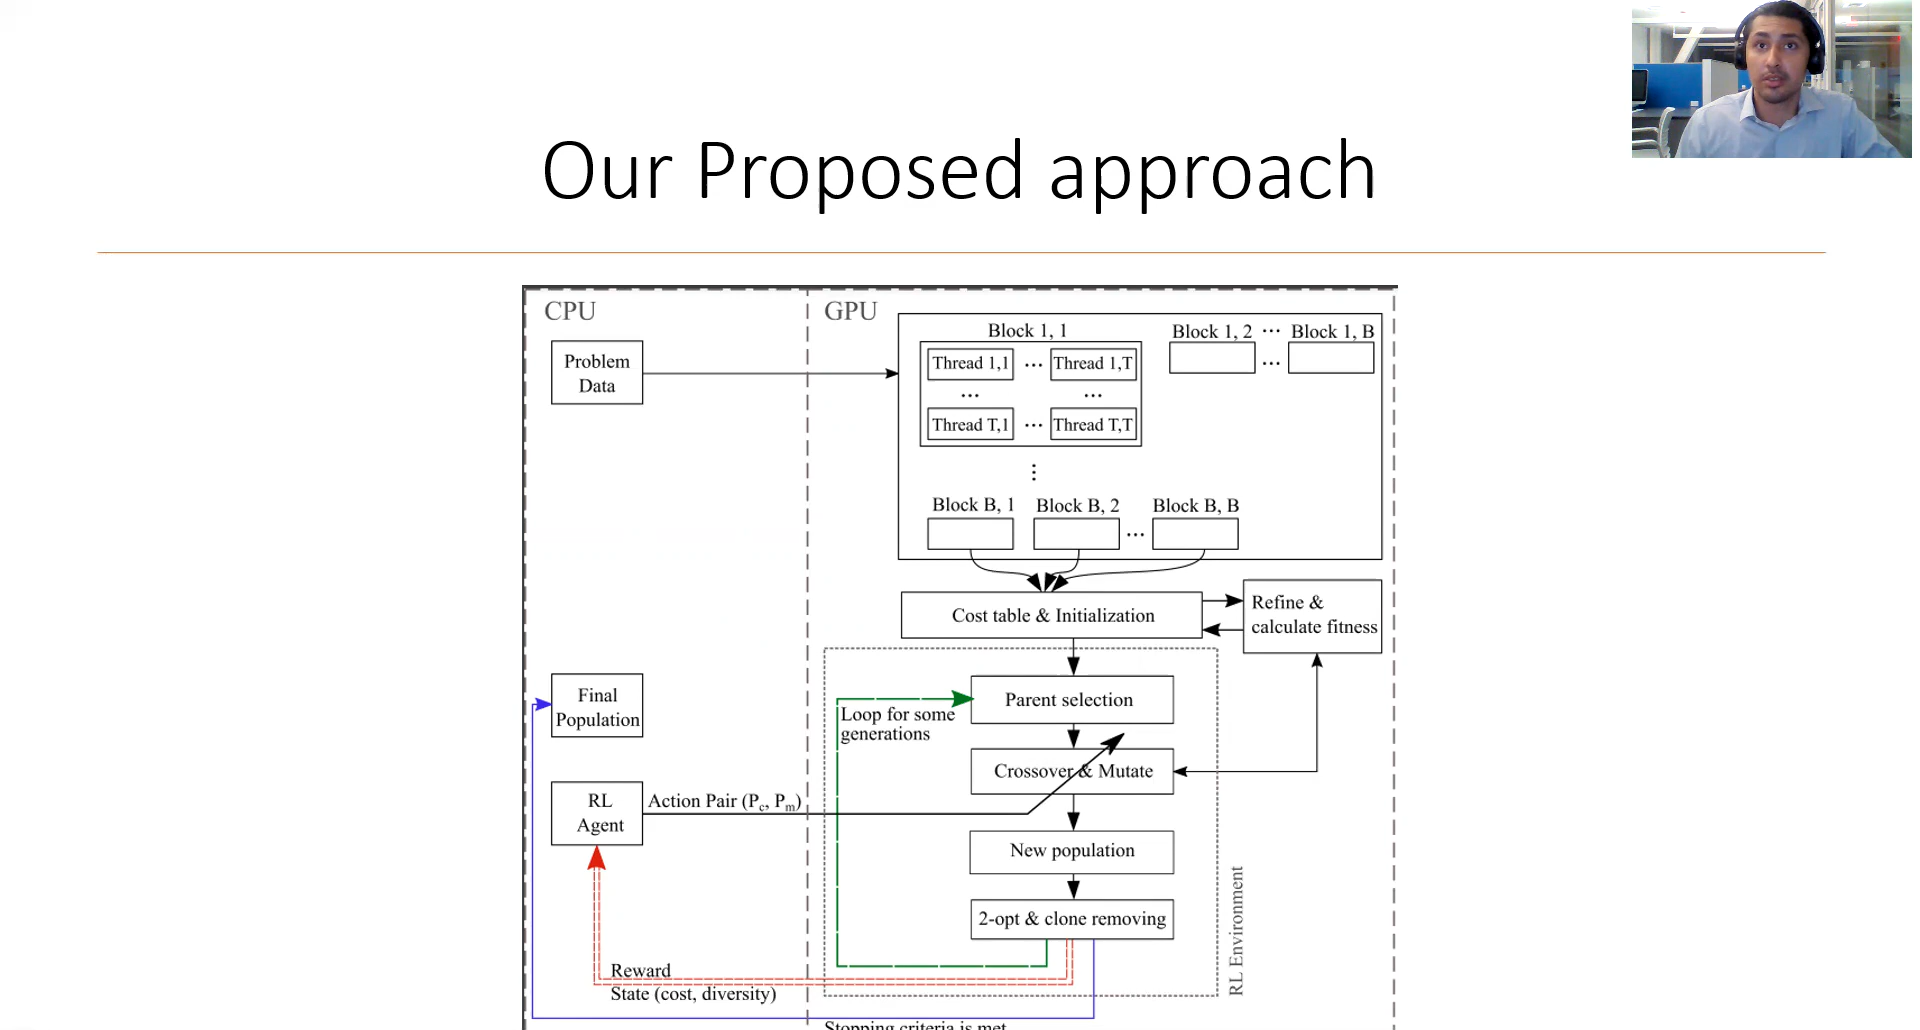 Our Proposed approach
CPU
GPU
Problem
Data
Block 1, 1
Thread 1,1 ... Thread 1,T
... ...
Thread T,1 ... Thread T,T
Block 1, 2 ... Block 1, B
...
⋮
Block B, 1 Block B, 2 Block B, B
...
Cost table & Initialization
Refine &
calculate fitness
Final
Population
Loop for some
generations
Parent selection
Crossover & Mutate
RL
Agent
Action Pair (Pc, Pm)
New population
2-opt & clone removing
RL Environment
Reward
State (cost, diversity)
Stopping criteria is met